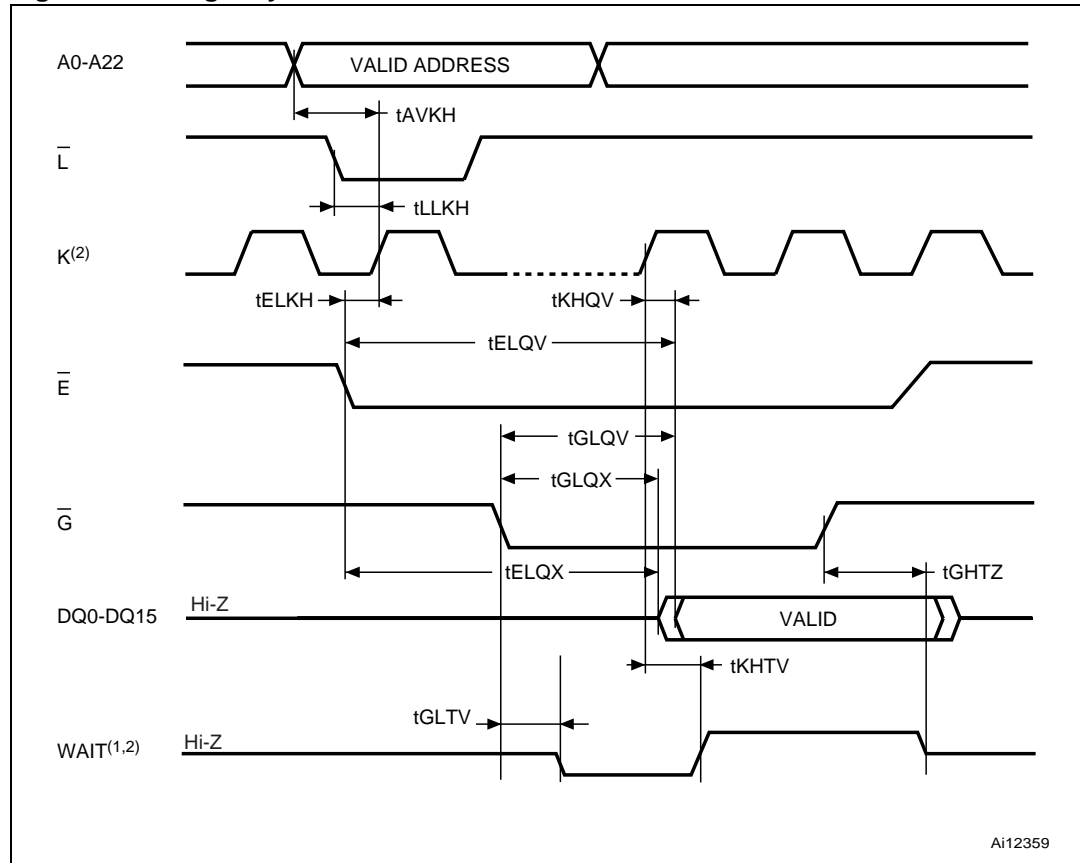 A0-A22
VALID ADDRESS
tAVKH
L
tLLKH
K(2)
tELKH
tKHQV
tELQV
E
tGLQV
tGLQX
G
tELQX
tGHTZ
DQ0-DQ15
Hi-Z
VALID
tKHTV
tGLTV
WAIT(1,2)
Hi-Z
Ai12359